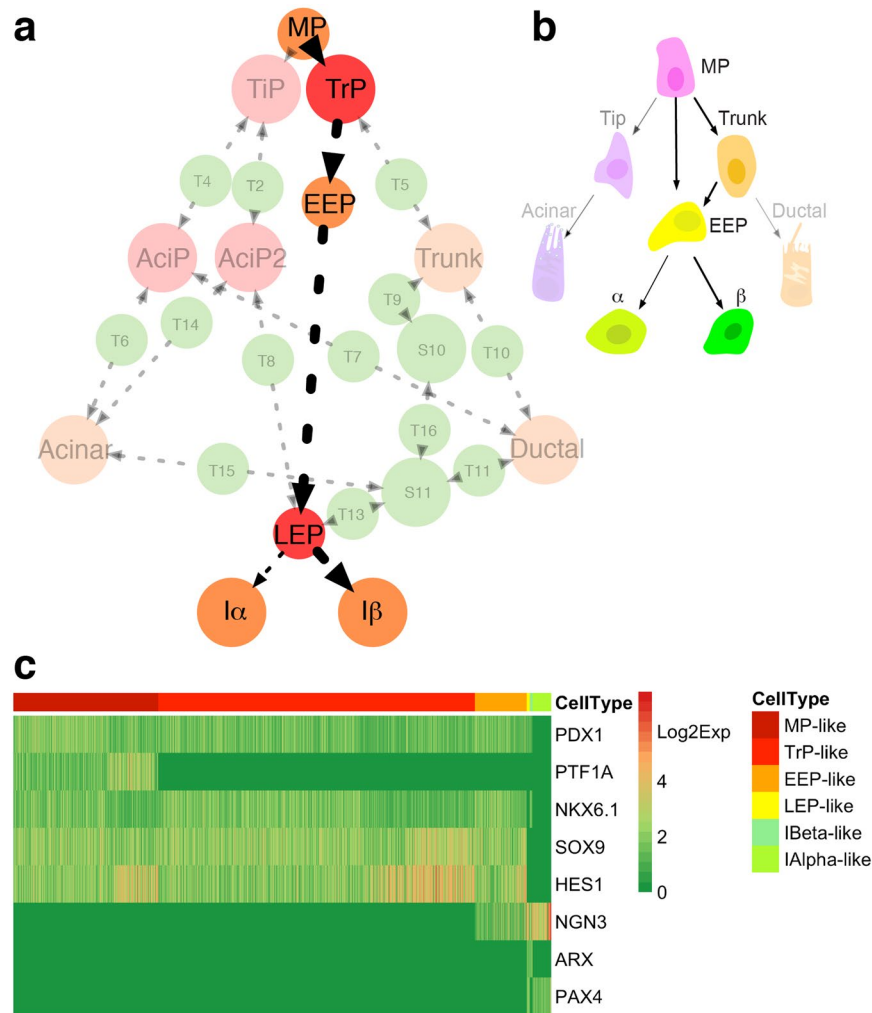 a
MP
TiP
TrP
T4
T2
T5
EEP
AciP
AciP2
Trunk
T9
T14
T6
T8
T7
S10
T10
T16
Acinar
Ductal
T15
T11
S11
T13
LEP
Iα
Iβ
b
MP
Tip
Trunk
Acinar
EEP
Ductal
α
β
c
CellType
PDX1
PTF1A
NKX6.1
SOX9
HES1
NGN3
ARX
PAX4
Log2Exp
4
2
0
CellType
MP-like
TrP-like
EEP-like
LEP-like
IBeta-like
IAlpha-like